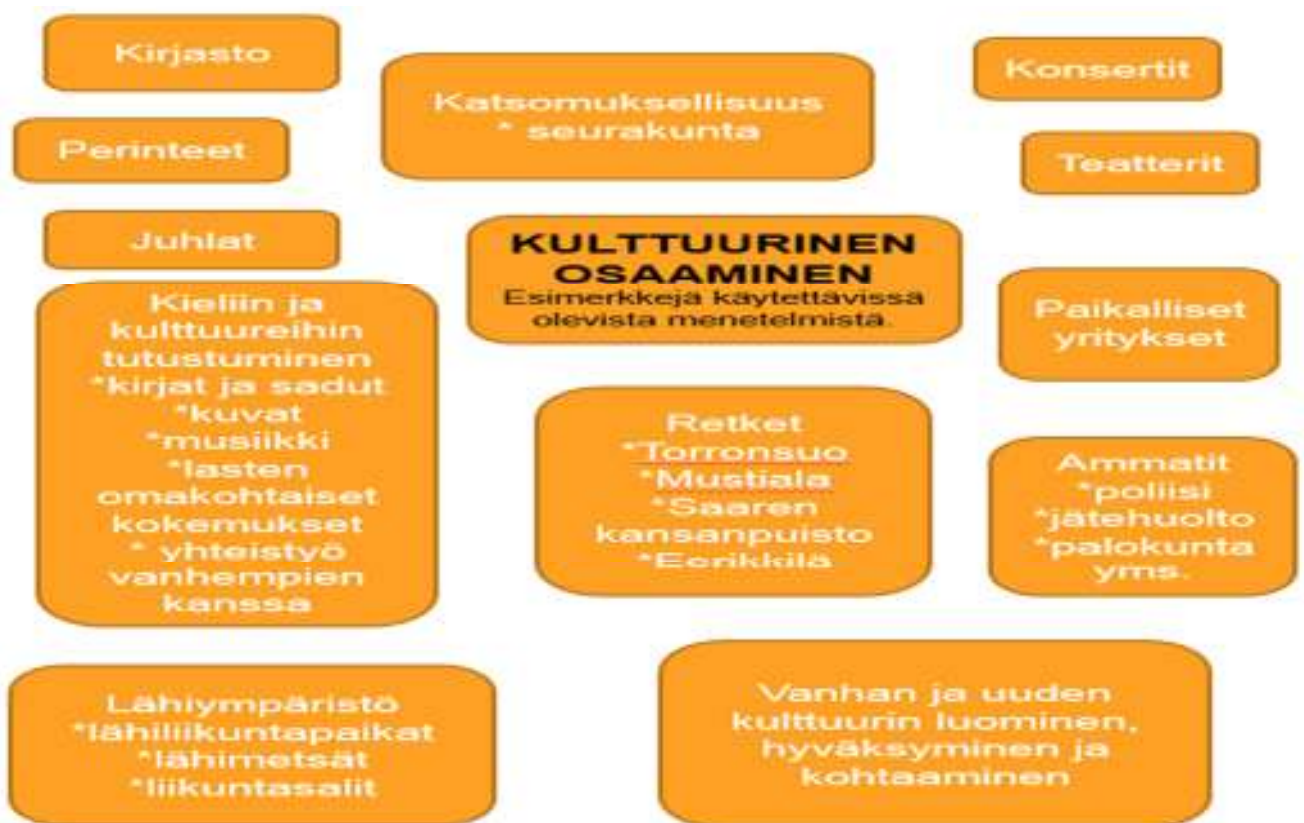 Kirjasto
Perinteet
Juhlat
Kieliin ja
kulttuureihin
tutustuminen
*kirjat ja sadut
*kuvat
*musiikki
*lasten
omakohtaiset
kokemukset
* yhteistyö
vanhempien
kanssa
Lähiympäristö
*lähiliikuntapaikat
*lähimetsät
*liikuntasalit
Katsomuksellisuus
* seurakunta
KULTTUURINEN
OSAAMINEN
Esimerkkejä käytettävissä
olevista menetelmistä.
Retket
*Torronsuo
*Mustiala
*Saaren
kansanpuisto
*Eerikkilä
Vanhan ja uuden
kulttuurin luominen,
hyväksyminen ja
kohtaaminen
Konsertit
Teatterit
Paikalliset
yritykset
Ammatit
*poliisi
*jätehuolto
*palokunta
yms.